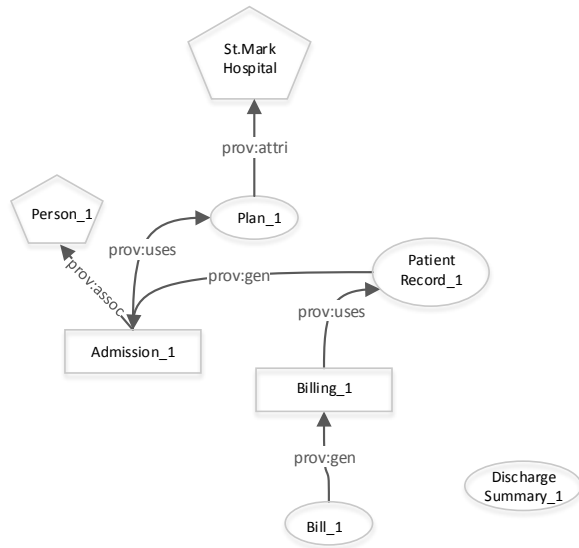 St.Mark
Hospital
prov:attri
Person_1
Plan_1
prov:uses
prov:gen
Patient
Record_1
prov:assoc
prov:uses
Admission_1
Billing_1
prov:gen
Discharge
Summary_1
Bill_1